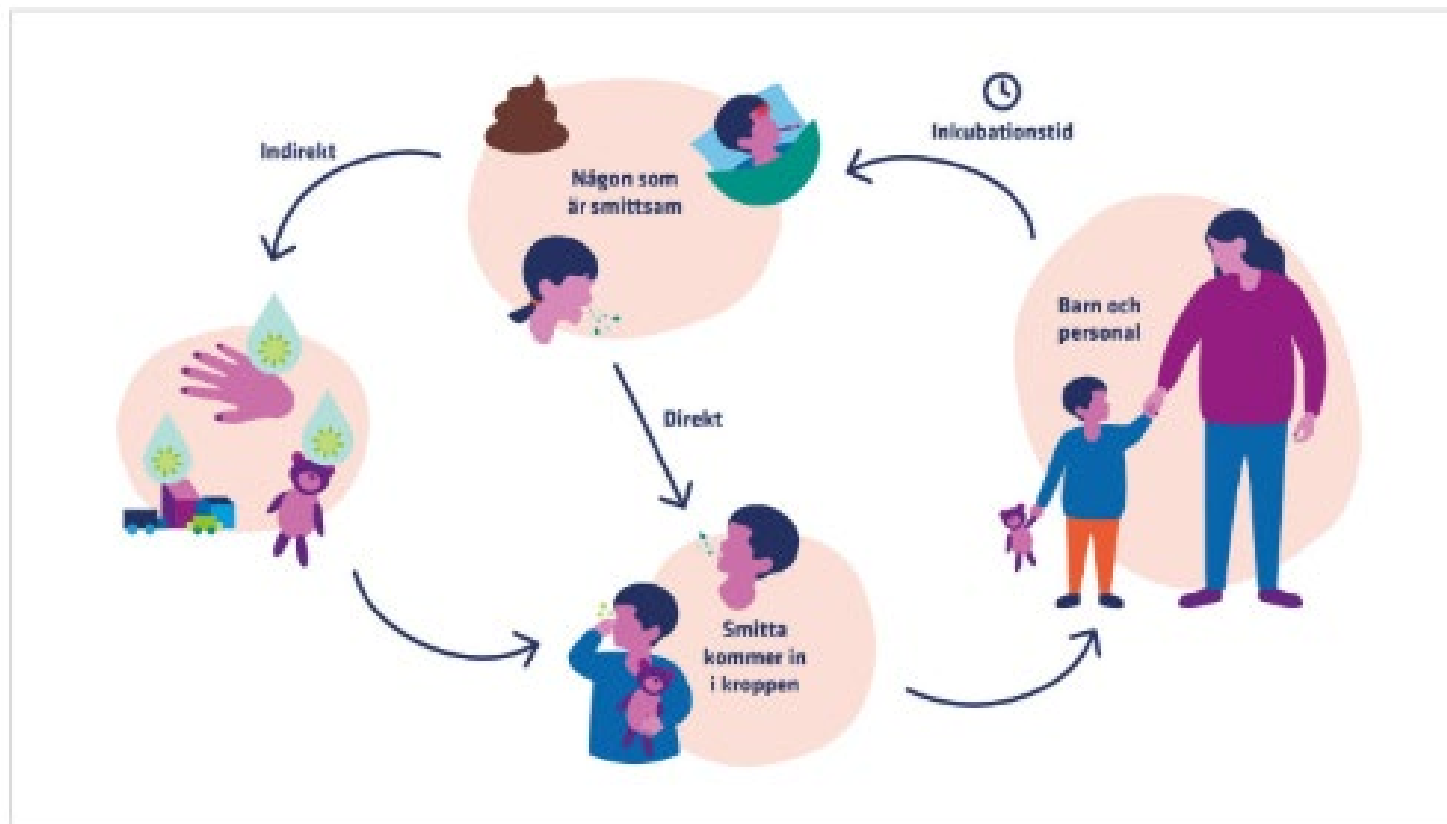 Inkubationstid
Indirekt
Någon som
är smittsam
Barn och
personal
Direkt
Smitta
kommer in
i kroppen